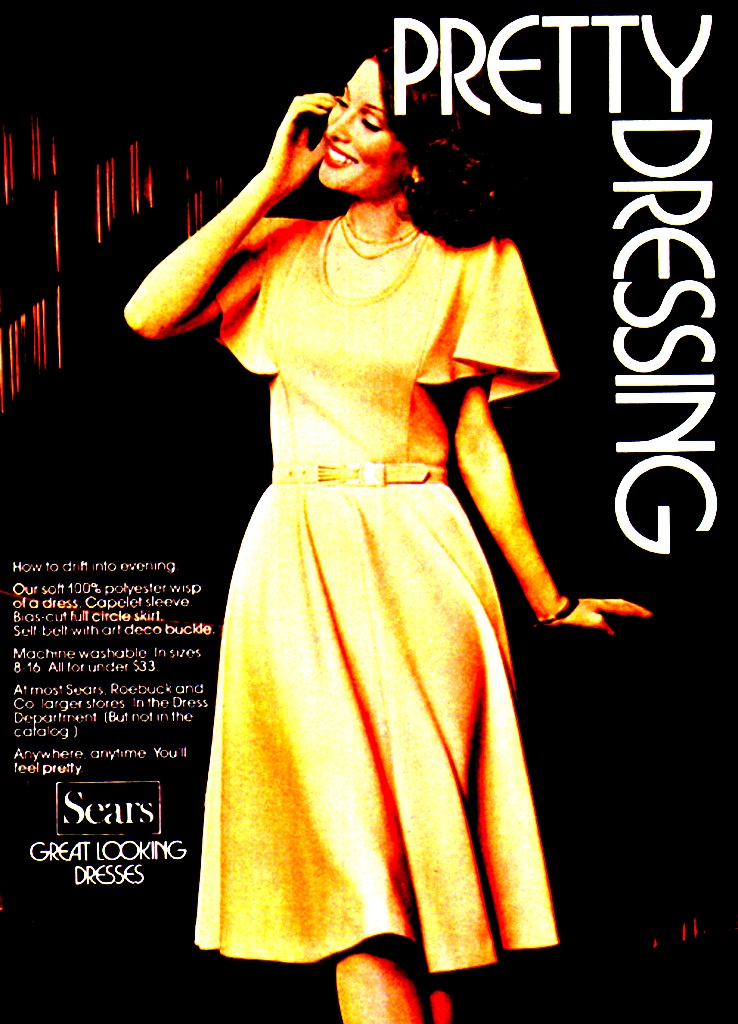 PRETTY
DRESSING
How to drift into evening.
Our soft 100% polyester wisp
of a dress. Capelet sleeve.
Bias-cut full circle skirt.
Self-belt with art deco buckle.
Machine washable. In sizes
8-16. All for under $33.
At most Sears, Roebuck and
Co. larger stores. In the Dress
Department. (But not in the
catalog.)
Anywhere, anytime. You'll
feel pretty.
Sears
GREAT LOOKING
DRESSES